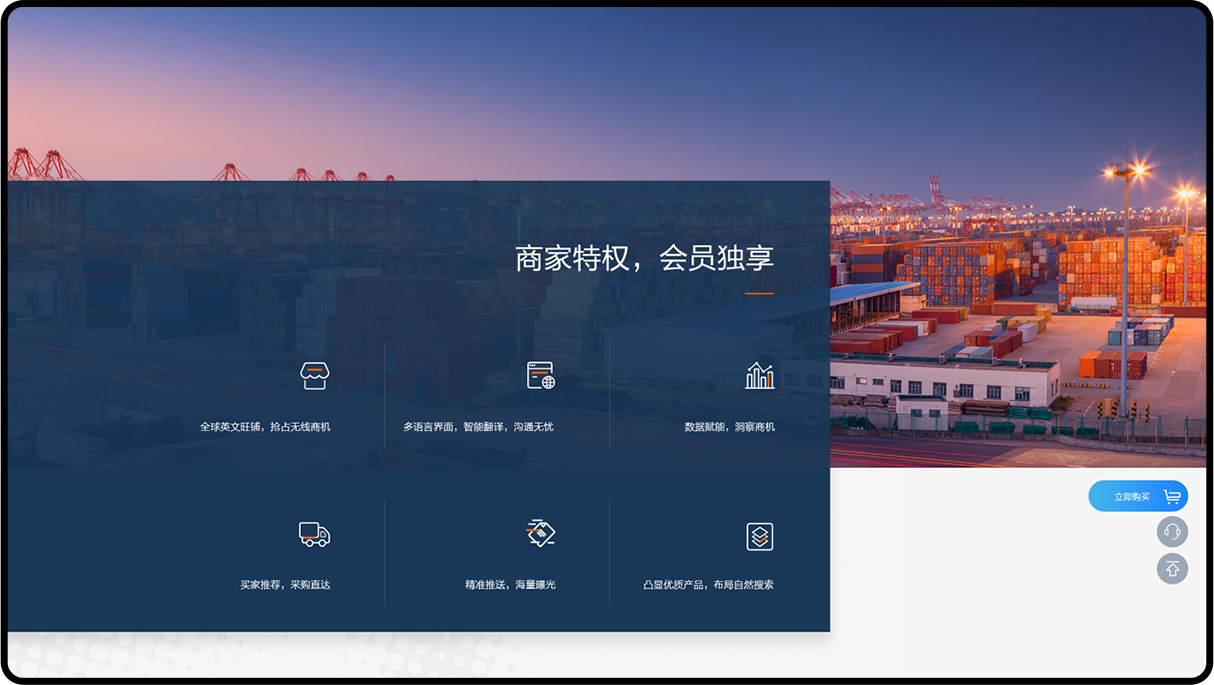 商家特权，会员独享
全球英文旺铺，抢占无线商机
多语言界面，智能翻译，沟通无忧
数据赋能，洞察商机
立即购买
买家推荐，采购直达
精准推送，海量曝光
凸显优质产品，布局自然搜索